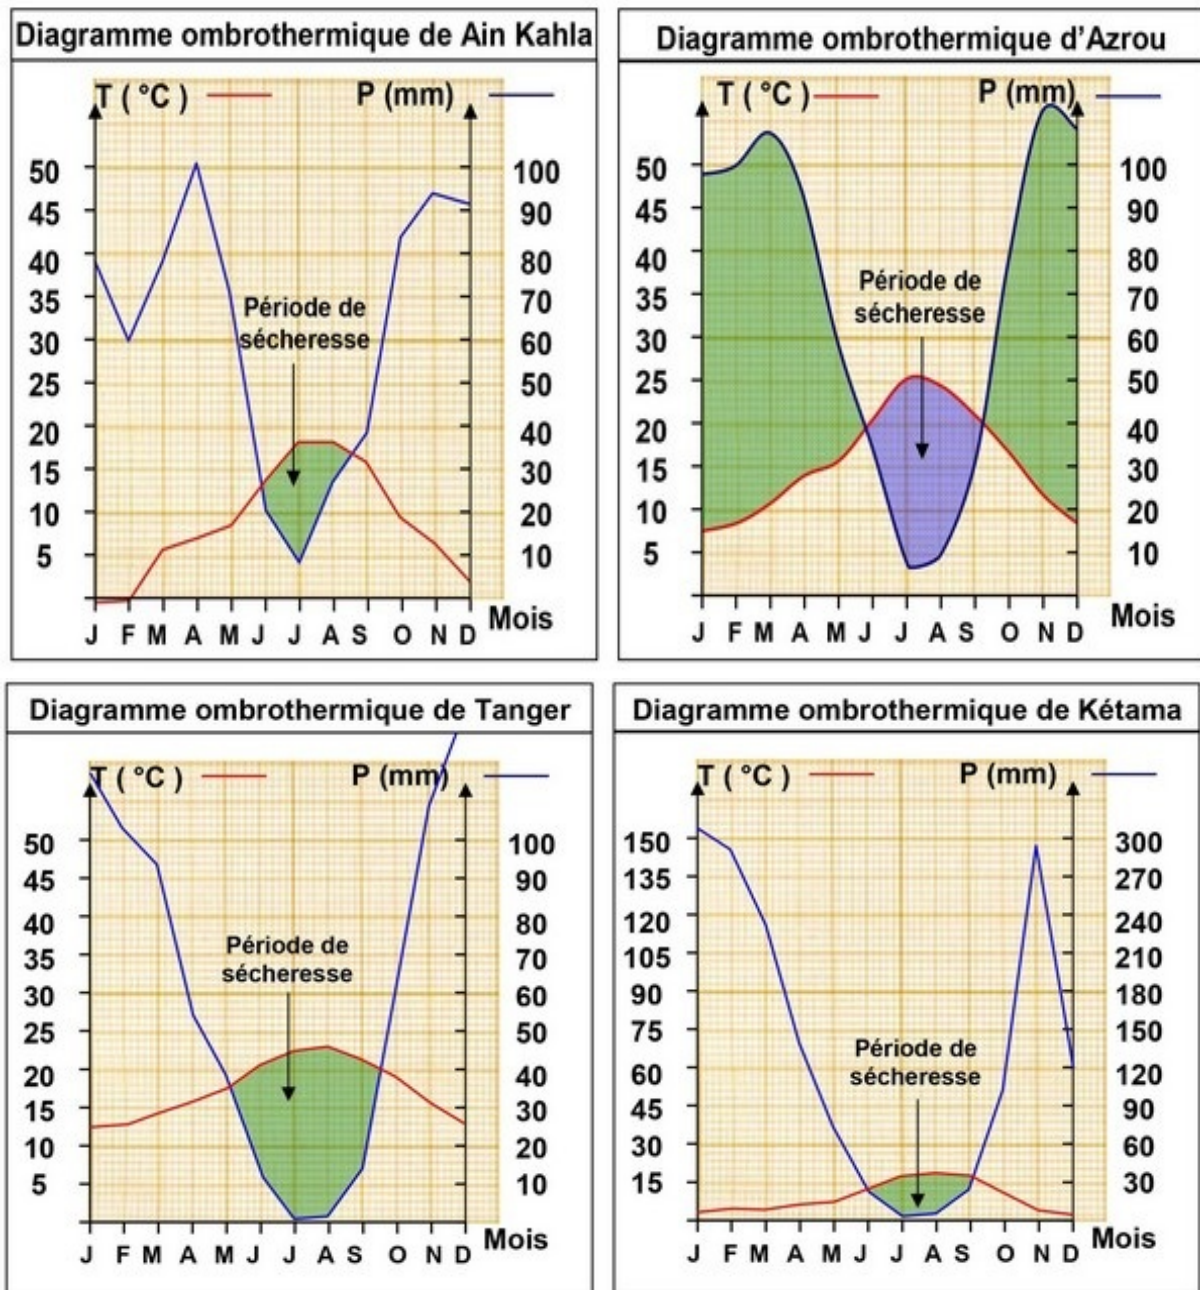 Diagramme ombrothermique de Ain Kahla
T ( °C ) P (mm)
50 100
45 90
40 80
35 70
30 60
25 50
20 40
15 30
10 20
5 10
Période de
sécheresse
J F M A M J J A S O N D Mois
Diagramme ombrothermique d’Azrou
T ( °C ) P (mm)
50 100
45 90
40 80
35 70
30 60
25 50
20 40
15 30
10 20
5 10
Période de
sécheresse
J F M A M J J A S O N D Mois
Diagramme ombrothermique de Tanger
T ( °C ) P (mm)
50 100
45 90
40 80
35 70
30 60
25 50
20 40
15 30
10 20
5 10
Période de
sécheresse
J F M A M J J A S O N D Mois
Diagramme ombrothermique de Kétama
T ( °C ) P (mm)
150 300
135 270
120 240
105 210
90 180
75 150
60 120
45 90
30 60
15 30
Période de
sécheresse
J F M A M J J A S O N D Mois